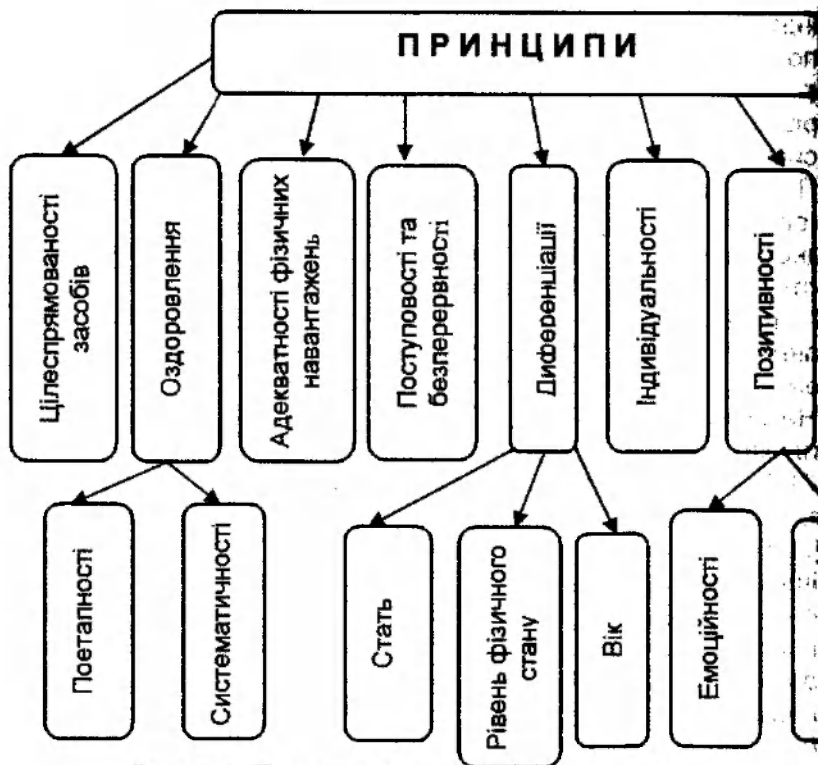 ПРИНЦИПИ
Цілеспрямованості
засобів
Оздоровлення
Адекватності фізичних
навантажень
Поступовості та
безперервності
Диференціації
Індивідуальності
Позитивності
Поетапності
Систематичності
Стать
Рівень фізичного
стану
Вік
Емоційності